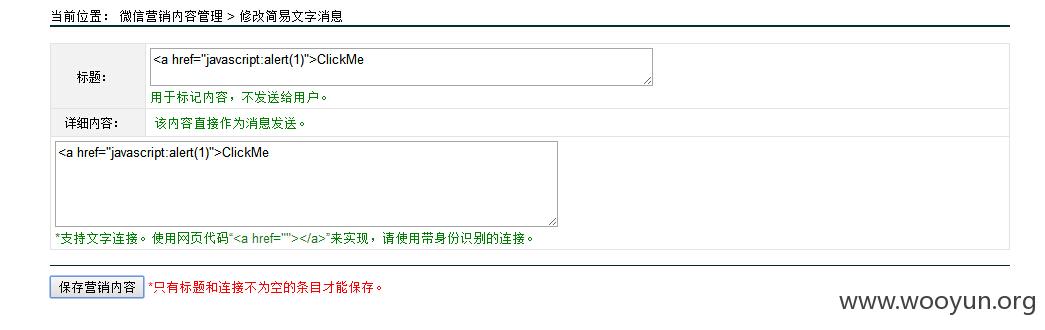 当前位置： 微信营销内容管理 > 修改简易文字消息
标题：
<a href="javascript:alert(1)">ClickMe
用于标记内容，不发送给用户。
详细内容： 该内容直接作为消息发送。
<a href="javascript:alert(1)">ClickMe
*支持文字连接。使用网页代码“<a href=""></a>”来实现，请使用带身份识别的连接。
保存营销内容 *只有标题和连接不为空的条目才能保存。
www.wooyun.org